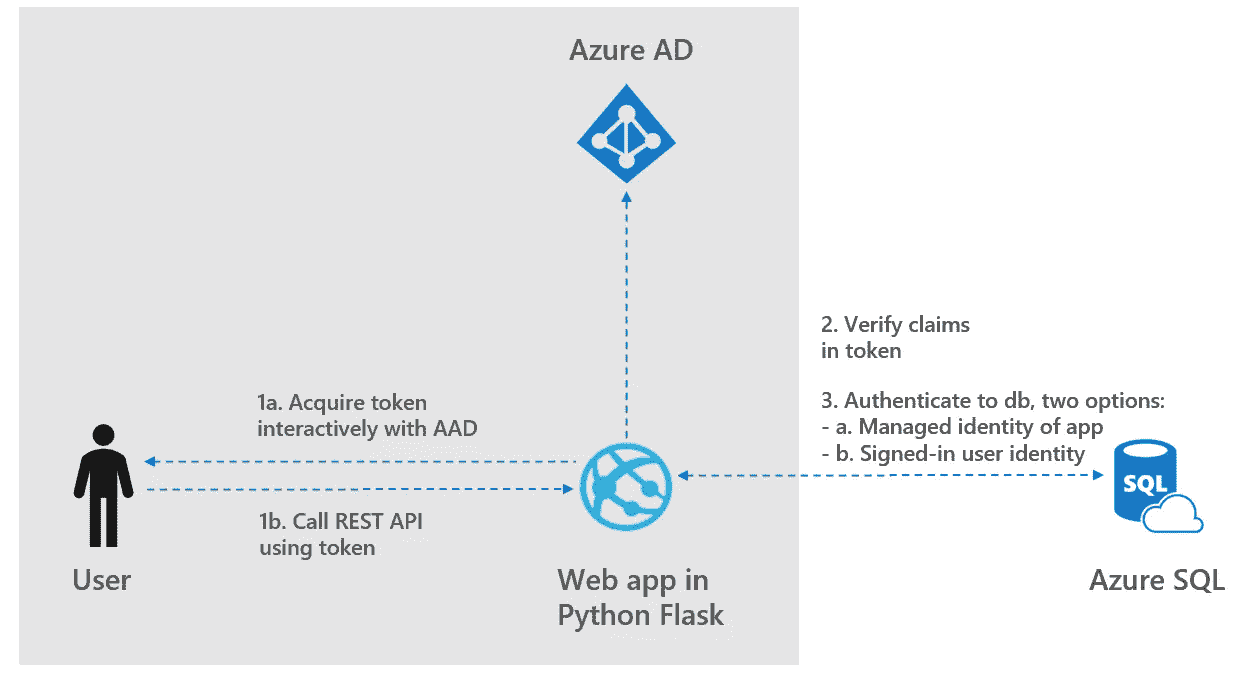 Azure AD
2. Verify claims
in token
1a. Acquire token
interactively with AAD
3. Authenticate to db, two options:
- a. Managed identity of app
- b. Signed-in user identity
SQL
1b. Call REST API
using token
User
Web app in
Python Flask
Azure SQL